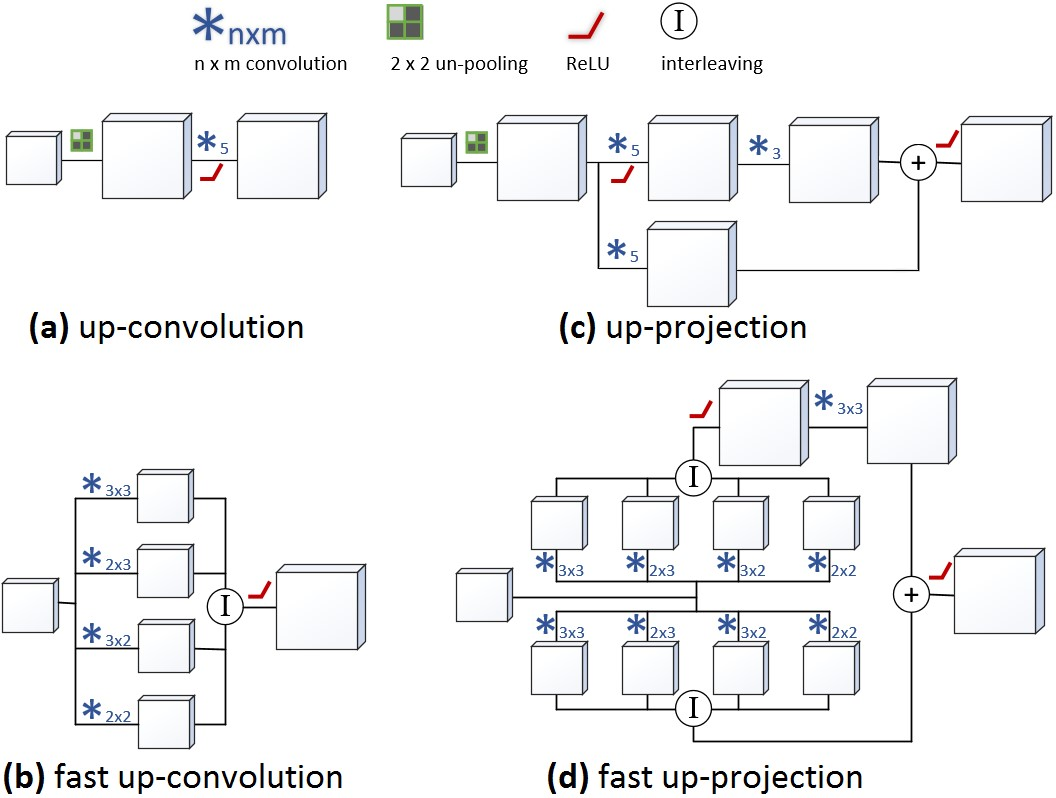 *nxm
n x m convolution
2 x 2 un-pooling
ReLU
I
interleaving
*5
*5
*3
+
*5
(a) up-convolution
(c) up-projection
*3x3
*3x3
*2x3
*3x2
*2x2
I
(b) fast up-convolution
I
*3x3
*2x3
*3x2
*2x2
*3x3
*2x3
*3x2
*2x2
I
+
(d) fast up-projection